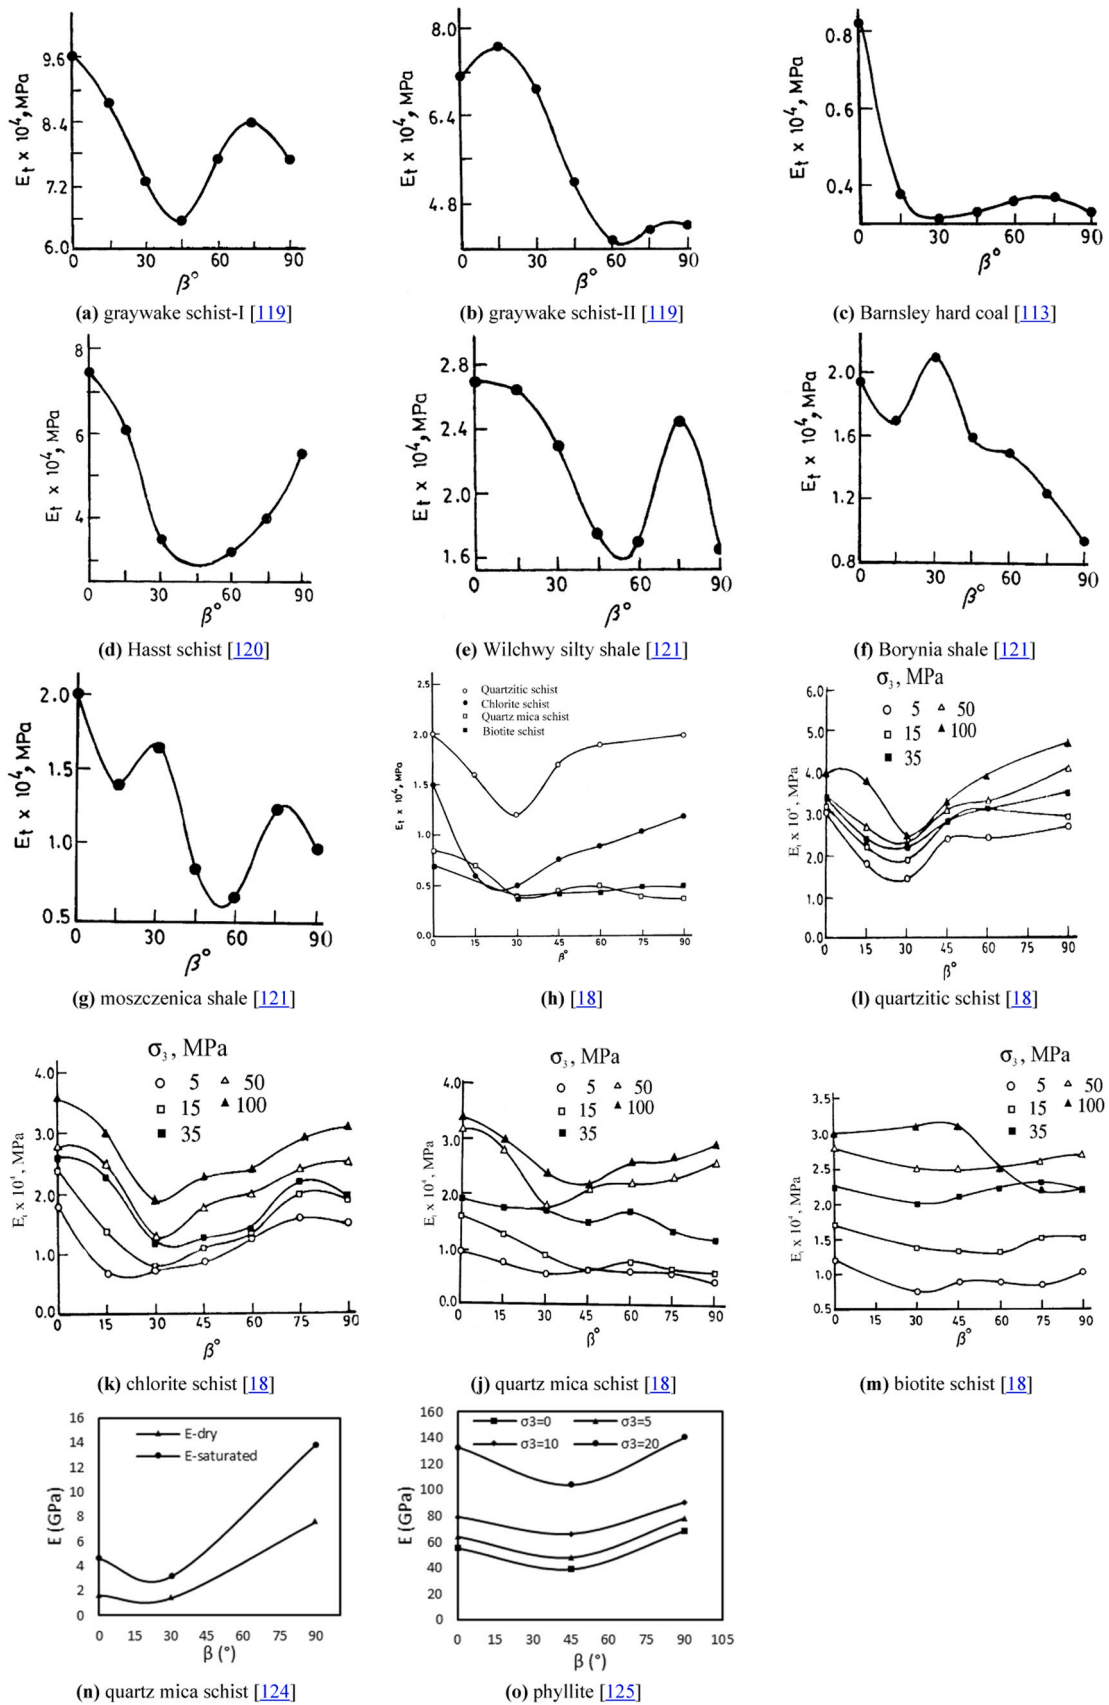 9.6
8.4
7.2
6.0
E_t x 10^4, MPa
0 30 60 90
β°
(a) graywake schist-I [119]
8.0
6.4
4.8
E_t x 10^4, MPa
0 30 60 90
β°
(b) graywake schist-II [119]
0.8
0.6
0.4
E_t x 10^4, MPa
0 30 60 90
β°
(c) Barnsley hard coal [113]
8
6
4
E_t x 10^4, MPa
0 30 60 90
β°
(d) Hasst schist [120]
2.8
2.4
2.0
1.6
E_t x 10^4, MPa
0 30 60 90
β°
(e) Wilchwy silty shale [121]
2.0
1.6
1.2
0.8
E_t x 10^4, MPa
0 30 60 90
β°
(f) Borynia shale [121]
2.0
1.5
1.0
0.5
E_t x 10^4, MPa
0 30 60 90
β°
(g) moszczenica shale [121]
2.5
2.0
1.5
1.0
0.5
0.0
E_t x 10^4, MPa
Quartzitic schist
Chlorite schist
Quartz mica schist
Biotite schist
0 15 30 45 60 75 90
β°
(h) [18]
σ3, MPa
5 50
15 100
35
6.0
5.0
4.0
3.0
2.0
1.0
0.0
E_t x 10^4, MPa
0 15 30 45 60 75 90
β°
(l) quartzitic schist [18]
σ3, MPa
5 50
15 100
35
4.0
3.0
2.0
1.0
0.0
E_t x 10^4, MPa
0 15 30 45 60 75 90
β°
(k) chlorite schist [18]
σ3, MPa
5 50
15 100
35
4.0
3.0
2.0
1.0
0.0
E_t x 10^4, MPa
0 15 30 45 60 75 90
β°
(j) quartz mica schist [18]
σ3, MPa
5 50
15 100
35
3.5
3.0
2.5
2.0
1.5
1.0
0.5
E_t x 10^4, MPa
0 15 30 45 60 75 90
β°
(m) biotite schist [18]
16
14
12
10
8
6
4
2
0
E (GPa)
E-dry
E-saturated
0 15 30 45 60 75 90
β (°)
(n) quartz mica schist [124]
160
140
120
100
80
60
40
20
0
E (GPa)
σ3=0 σ3=5
σ3=10 σ3=20
0 15 30 45 60 75 90 105
β (°)
(o) phyllite [125]